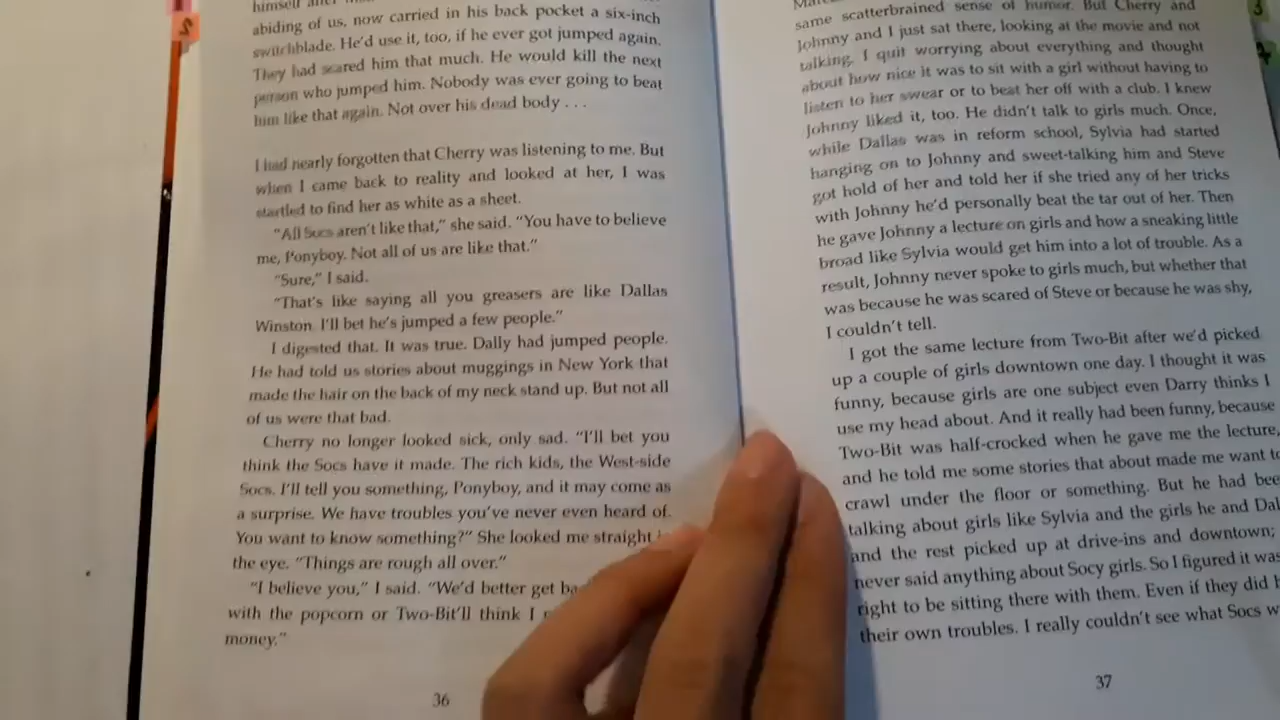 himself
abiding of us, now carried in his back pocket a six-inch
switchblade. He'd use it, too, if he ever got jumped again.
They had scared him that much. He would kill the next
person who jumped him. Nobody was ever going to beat
him like that again. Not over his dead body . . .
I had nearly forgotten that Cherry was listening to me. But
when I came back to reality and looked at her, I was
startled to find her as white as a sheet.
"All Socs aren't like that," she said. "You have to believe
me, Ponyboy. Not all of us are like that."
"Sure," I said.
"That's like saying all you greasers are like Dallas
Winston. I'll bet he's jumped a few people."
I digested that. It was true. Dally had jumped people.
He had told us stories about muggings in New York that
made the hair on the back of my neck stand up. But not all
of us were that bad.
Cherry no longer looked sick, only sad. "I'll bet you
think the Socs have it made. The rich kids, the West-side
Socs. I'll tell you something, Ponyboy, and it may come as
a surprise. We have troubles you've never even heard of.
You want to know something?" She looked me straight
the eye. "Things are rough all over."
"I believe you," I said. "We'd better get
with the popcorn or Two-Bit'll think I
money."
36
same scatterbrained sense of humor. But Cherry and
Johnny and I just sat there, looking at the movie and not
talking. I quit worrying about everything and thought
about how nice it was to sit with a girl without having to
listen to her swear or to beat her off with a club. I knew
Johnny liked it, too. He didn't talk to girls much. Once,
while Dallas was in reform school, Sylvia had started
hanging on to Johnny and sweet-talking him and Steve
got hold of her and told her if she tried any of her tricks
with Johnny he'd personally beat the tar out of her. Then
he gave Johnny a lecture on girls and how a sneaking little
broad like Sylvia would get him into a lot of trouble. As a
result, Johnny never spoke to girls much, but whether that
was because he was scared of Steve or because he was shy,
I couldn't tell.
I got the same lecture from Two-Bit after we'd picked
up a couple of girls downtown one day. I thought it was
funny, because girls are one subject even Darry thinks I
use my head about. And it really had been funny, because
Two-Bit was half-crocked when he gave me the lecture,
and he told me some stories that about made me want to
crawl under the floor or something. But he had
talking about girls like Sylvia and the girls he and
and the rest picked up at drive-ins and downtown;
never said anything about Socy girls. So I figured it was
right to be sitting there with them. Even if they did
their own troubles. I really couldn't see what Socs
37